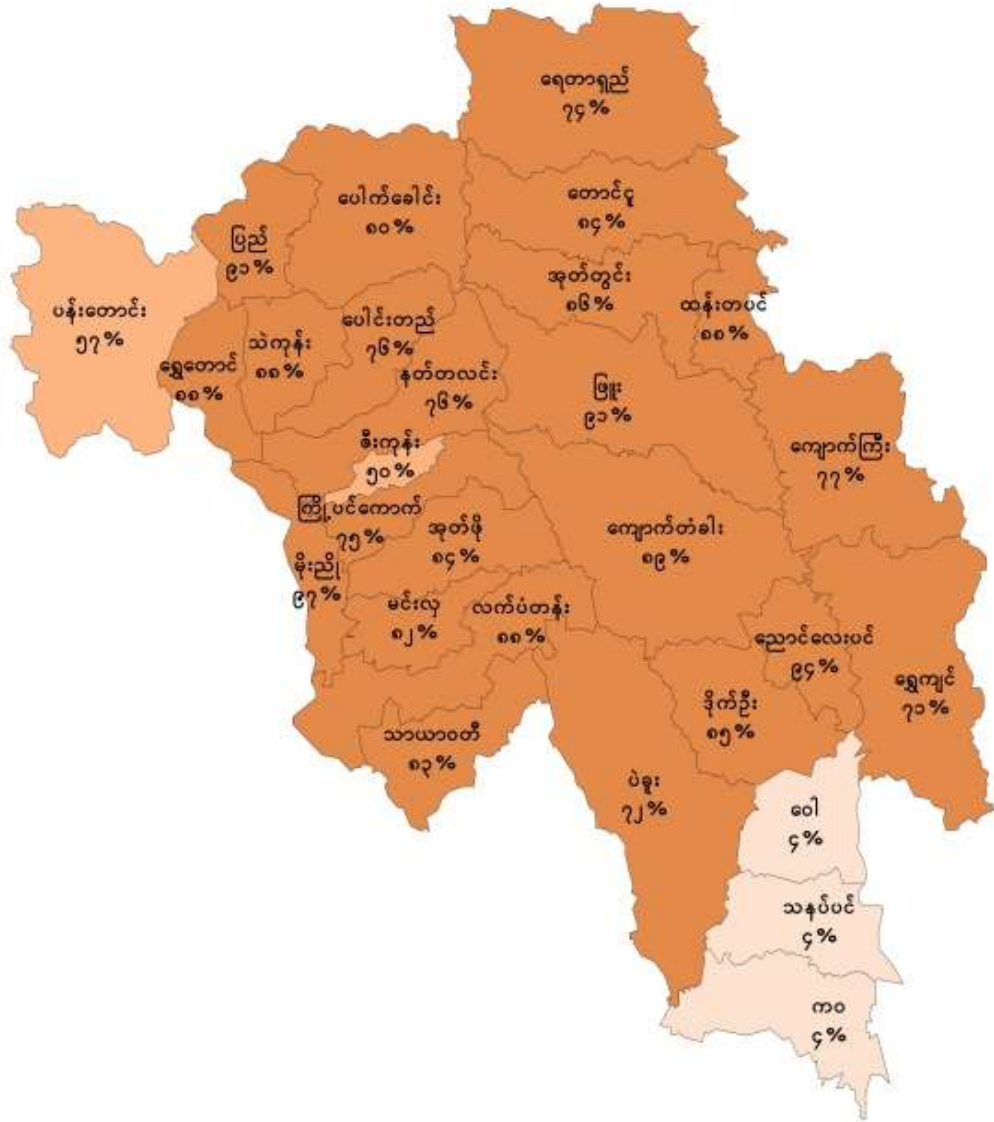 ရေတာရှည်
၇၄%
တောင်ငူ
၈၄%
ပေါက်ခေါင်း
၈၀%
ပြည်
၉၁%
အုတ်တွင်း
၈၆%
ထန်းတပင်
၈၈%
ပန်းတောင်း
၅၇%
ပေါင်းတည်
၇၆%
သဲကုန်း
၈၈%
ရွှေတောင်
၈၈%
နတ်တလင်း
၇၆%
ဖြူး
၉၁%
ကျောက်ကြီး
၇၇%
ဇီးကုန်း
၅၀%
ကြို့ပင်ကောက်
၇၅%
အုတ်ဖို
၈၄%
ကျောက်တံခါး
၈၉%
မိုးညို
၉၇%
မင်းလှ
၈၂%
လက်ပံတန်း
၈၈%
ညောင်လေးပင်
၉၄%
ရွှေကျင်
၇၁%
ဒိုက်ဦး
၈၅%
သာယာဝတီ
၈၃%
ပဲခူး
၇၂%
ဝေါ
၄%
သနပ်ပင်
၄%
ကဝ
၄%